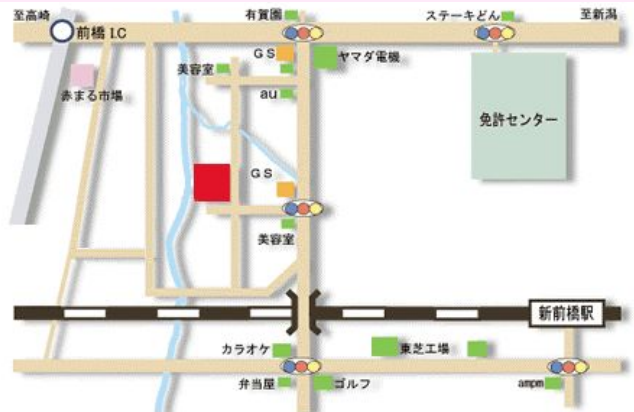 至高崎
有賀園
ステーキどん
至新潟
前橋 I.C
GS
ヤマダ電機
美容室
赤まる市場
au
免許センター
GS
美容室
新前橋駅
カラオケ
東芝工場
弁当屋
ゴルフ
ampm